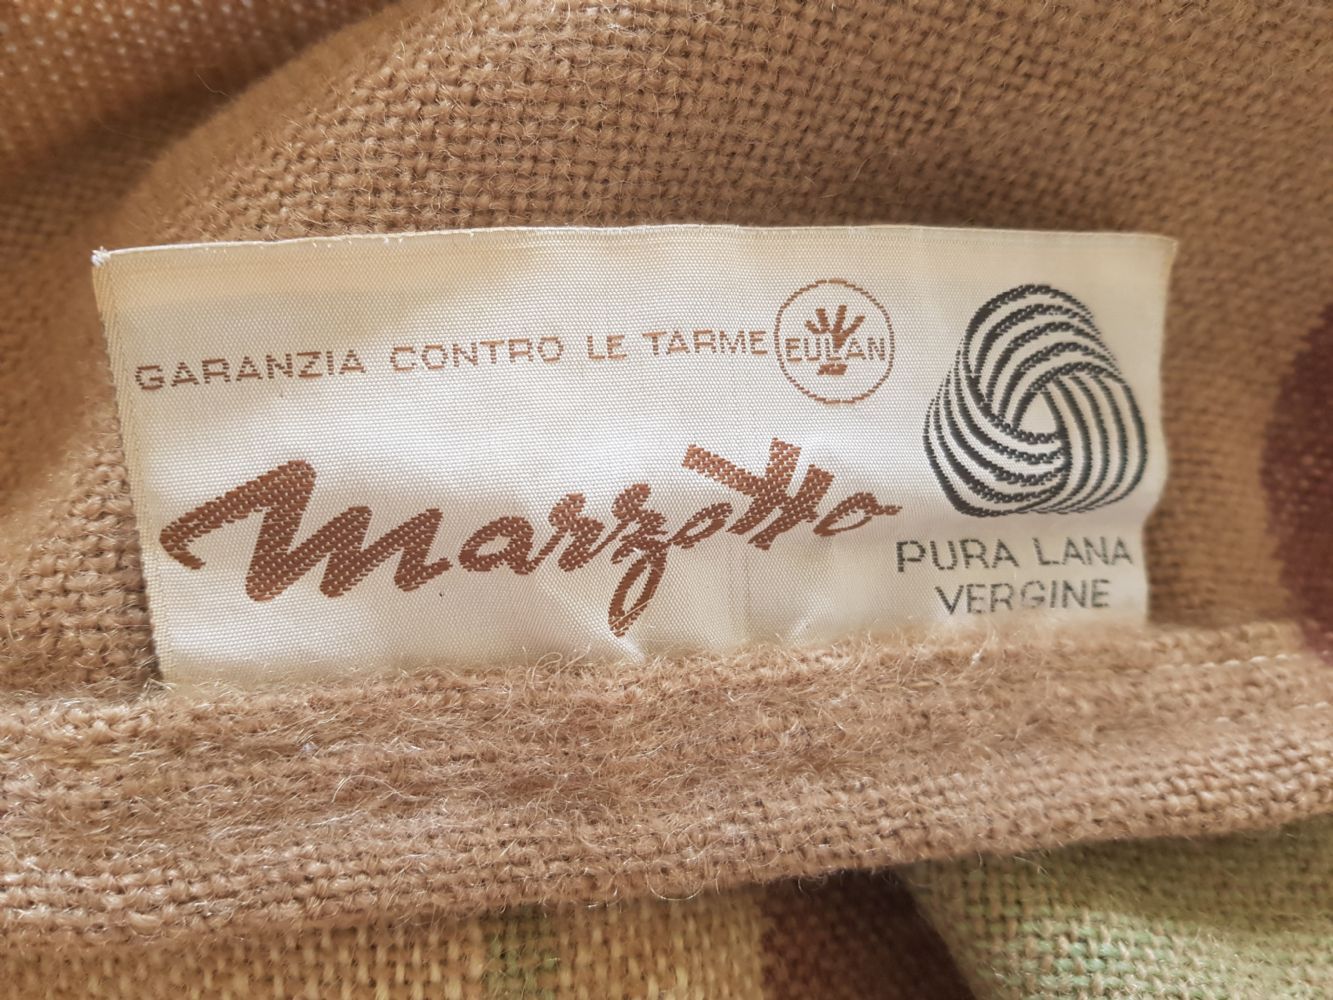 GARANZIA CONTRO LE TARME EULAN
Marzotto
PURA LANA
VERGINE